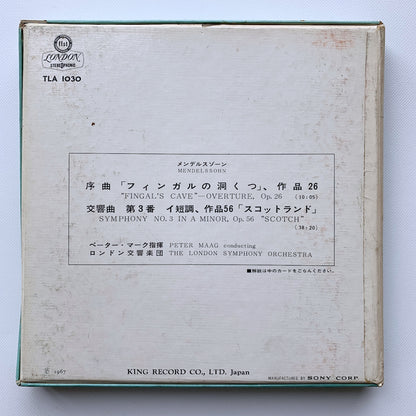 ffss
LONDON
STEREOPHONIC
TLA 1030
メンデルスゾーン
MENDELSSOHN
序曲「フィンガルの洞くつ」、作品26
"FINGAL'S CAVE"—OVERTURE, Op. 26 (10:05)
交響曲 第3番 イ短調、作品56「スコットランド」
SYMPHONY NO. 3 IN A MINOR, Op. 56 "SCOTCH"
(38:20)
ペーター・マーク指揮 PETER MAAG conducting
ロンドン交響楽団 THE LONDON SYMPHONY ORCHESTRA
■解説は中のカードをごらんください。
℗ 1967
KING RECORD CO., LTD. Japan
MANUFACTURED BY SONY CORP.